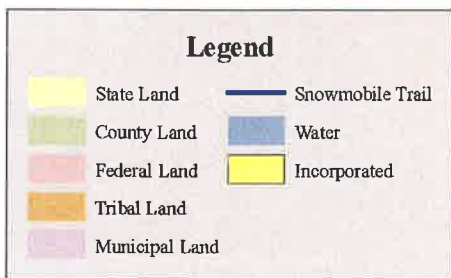 Legend
State Land
County Land
Federal Land
Tribal Land
Municipal Land
Snowmobile Trail
Water
Incorporated